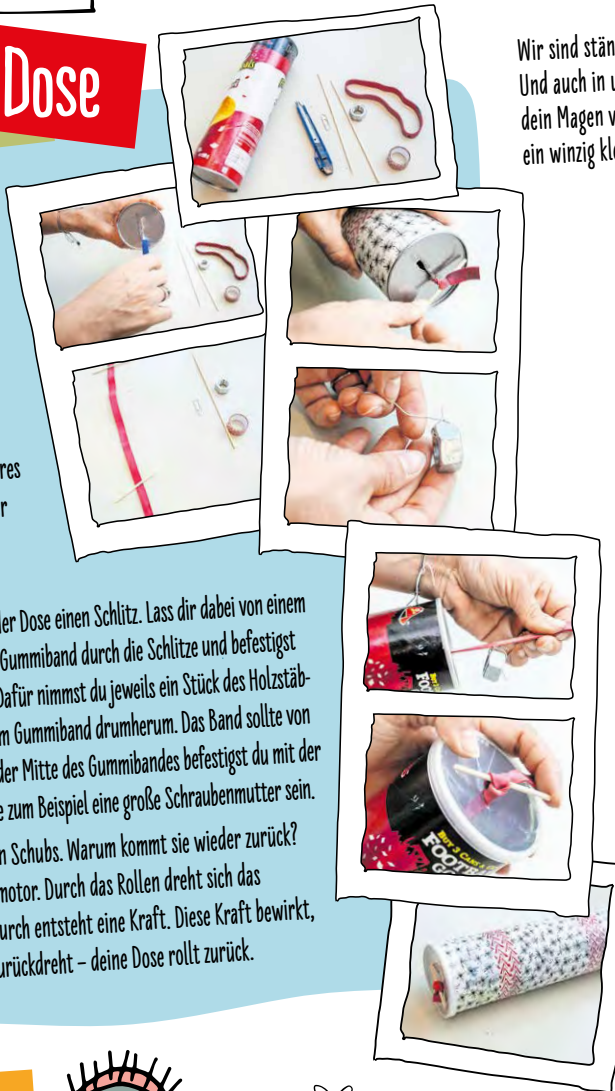 Dose
Wir sind
Und auch in
dein Magen
ein winzig
der Dose einen Schlitz. Lass dir dabei von einem
Gummiband durch die Schlitze und befestigst
Dafür nimmst du jeweils ein Stück des Holzstäb-
Gummiband drumherum. Das Band sollte von
der Mitte des Gummibandes befestigst du mit der
zum Beispiel eine große Schraubenmutter sein.
Schubs. Warum kommt sie wieder zurück?
motor. Durch das Rollen dreht sich das
durch entsteht eine Kraft. Diese Kraft bewirkt,
urückdreht – deine Dose rollt zurück.
BUY 3 CANS